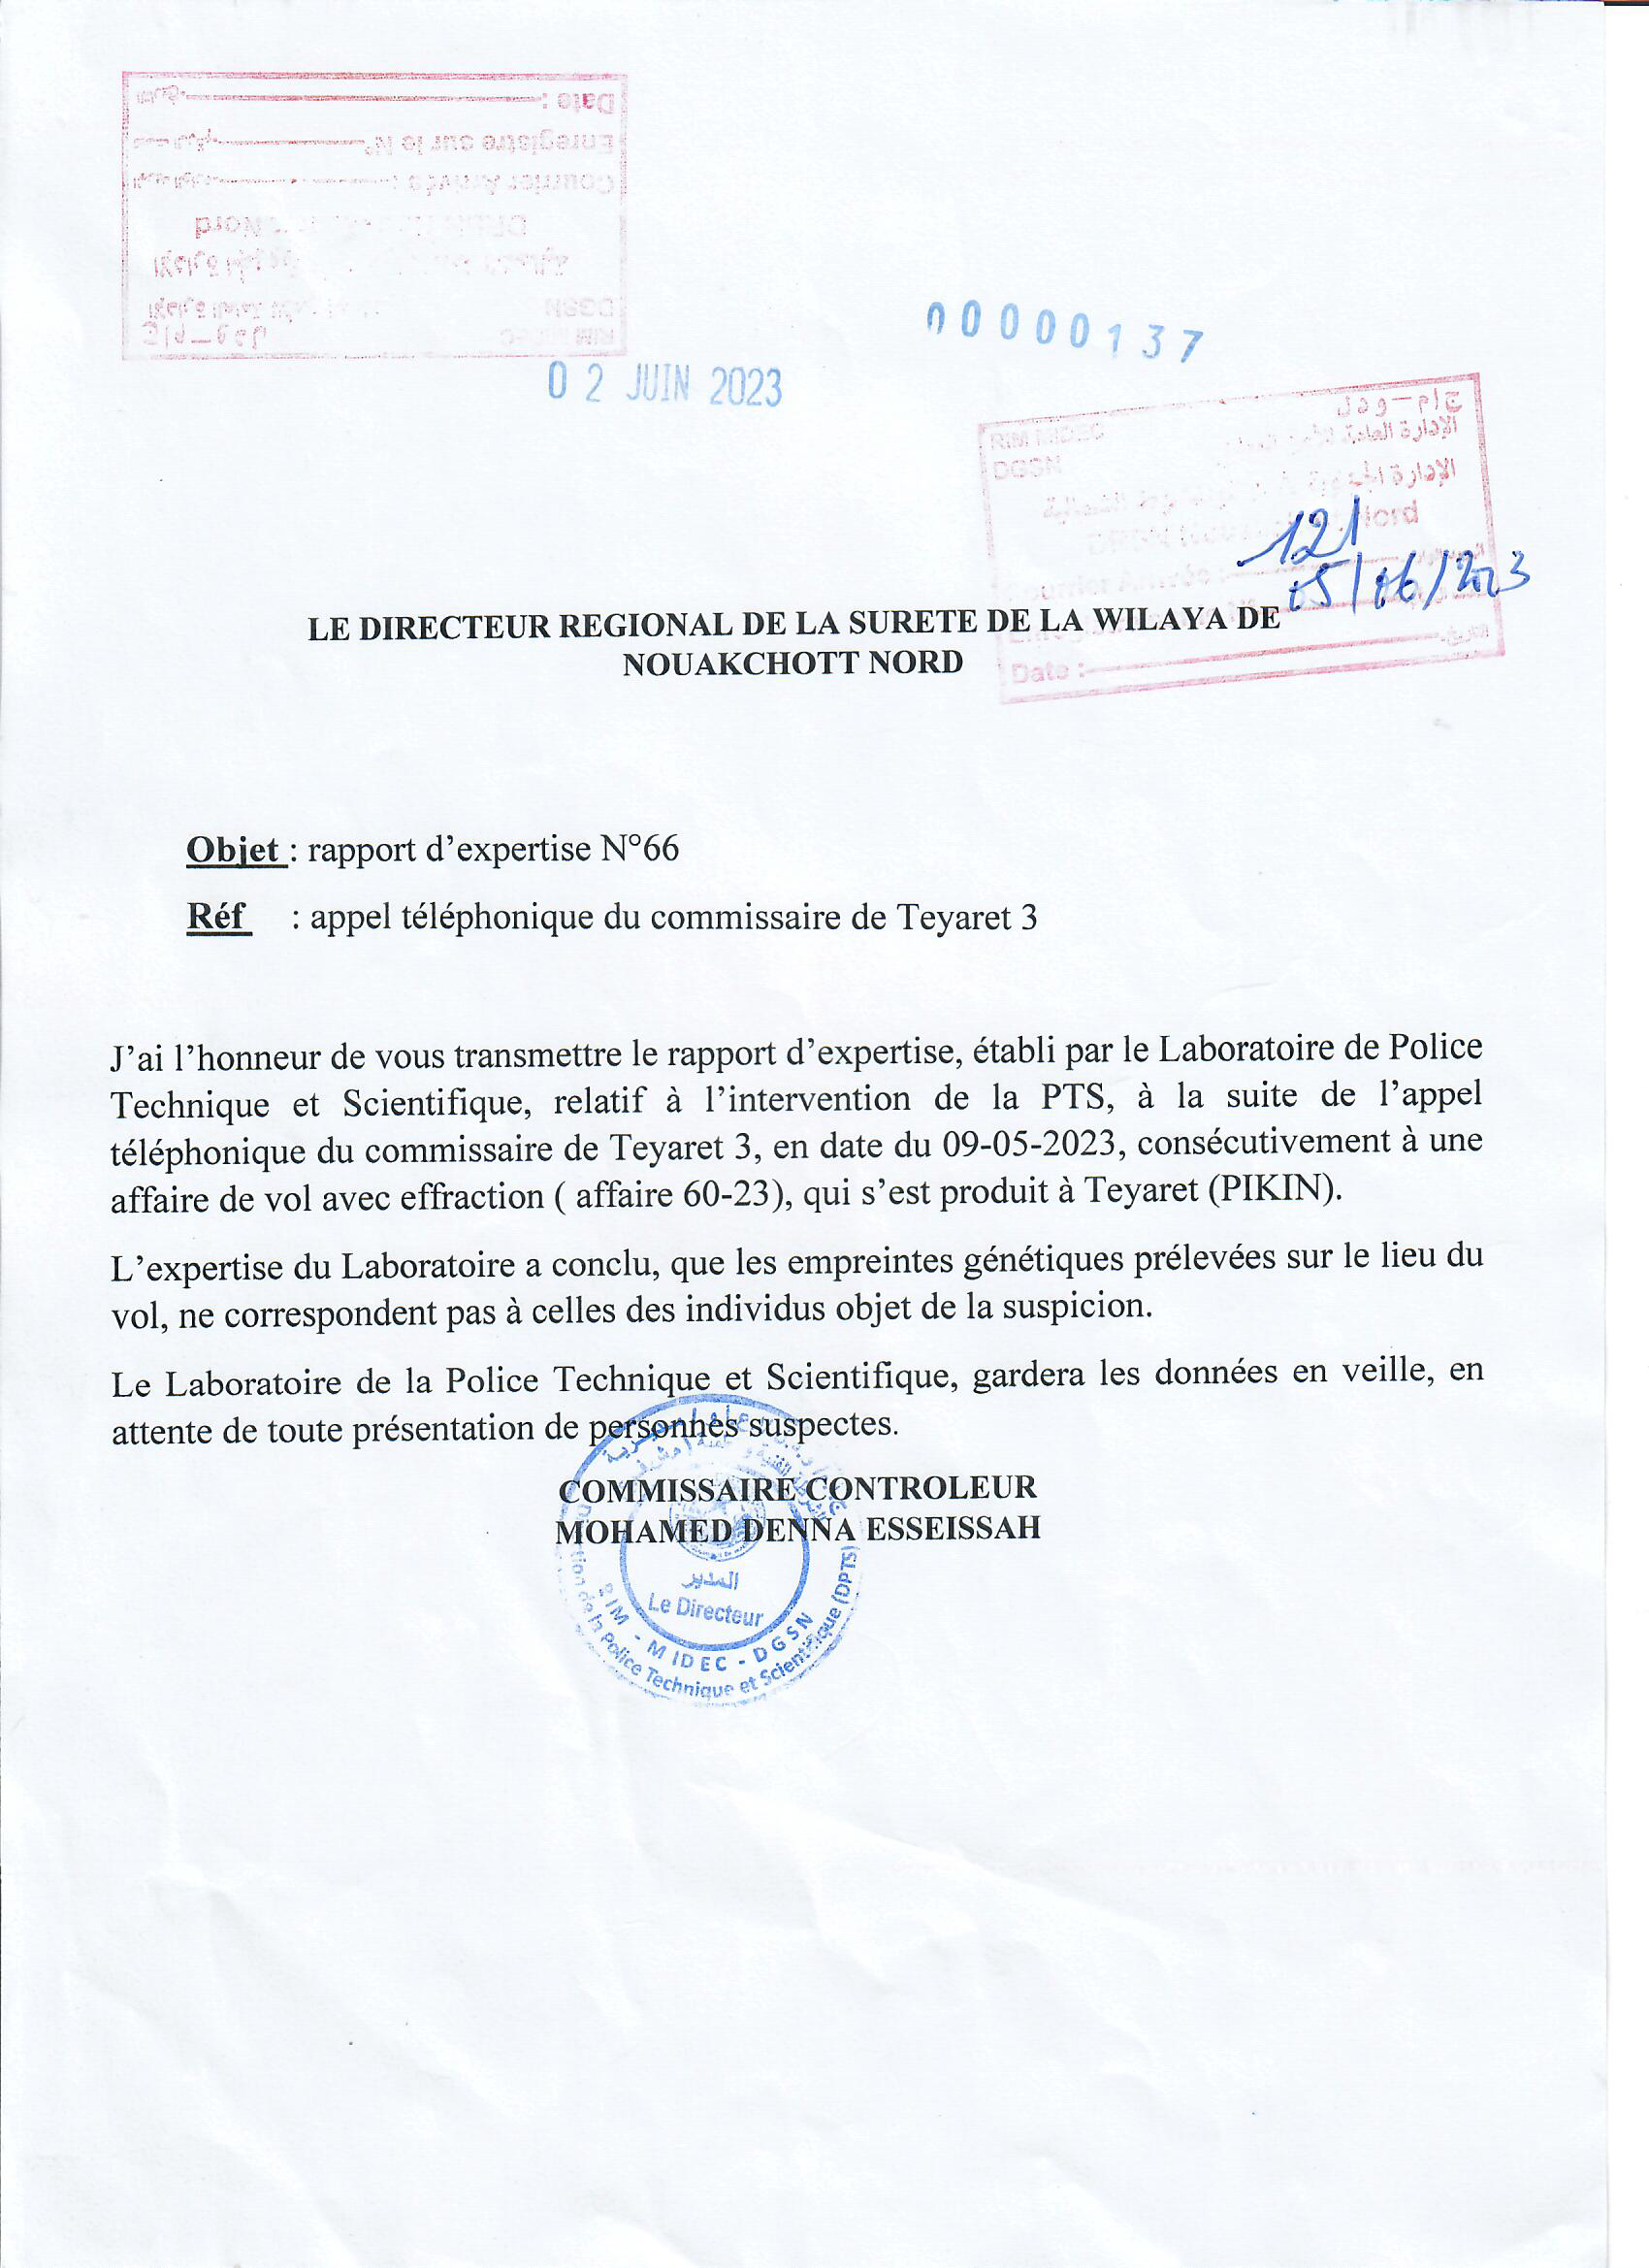 Date :
Enregistré sur le N°
Courrier Arrivée :
Nord
DGSN
00000137
02 JUIN 2023
ج إ م – و د ل
RIM MIDEC
الإدارة العامة
DGSN
الإدارة الجهوية
Nord
121
05/06/2023
Date :
LE DIRECTEUR REGIONAL DE LA SURETE DE LA WILAYA DE
NOUAKCHOTT NORD
Objet : rapport d’expertise N°66
Réf : appel téléphonique du commissaire de Teyaret 3
J’ai l’honneur de vous transmettre le rapport d’expertise, établi par le Laboratoire de Police
Technique et Scientifique, relatif à l’intervention de la PTS, à la suite de l’appel
téléphonique du commissaire de Teyaret 3, en date du 09-05-2023, consécutivement à une
affaire de vol avec effraction ( affaire 60-23), qui s’est produit à Teyaret (PIKIN).
L’expertise du Laboratoire a conclu, que les empreintes génétiques prélevées sur le lieu du
vol, ne correspondent pas à celles des individus objet de la suspicion.
Le Laboratoire de la Police Technique et Scientifique, gardera les données en veille, en
attente de toute présentation de personnes suspectes.
COMMISSAIRE CONTROLEUR
MOHAMED DENNA ESSEISSAH
المدير
Le Directeur
RIM - MIDEC - DGSN
de la Police Technique et Scientifique (DPTS)